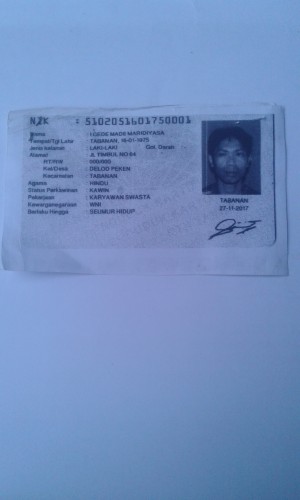 NIK : 5102051601750001
Nama : I GEDE MADE MARIDIYASA
Tempat/Tgl Lahir : TABANAN, 16-01-1975
Jenis kelamin : LAKI-LAKI Gol. Darah
Alamat : JL NO 64
RT/RW : 000/000
Kel/Desa : DELOD PEKEN
Kecamatan : TABANAN
Agama : HINDU
Status Perkawinan : KAWIN
Pekerjaan : KARYAWAN SWASTA
Kewarganegaraan : WNI
Berlaku Hingga : SEUMUR HIDUP
TABANAN
27-11-2017